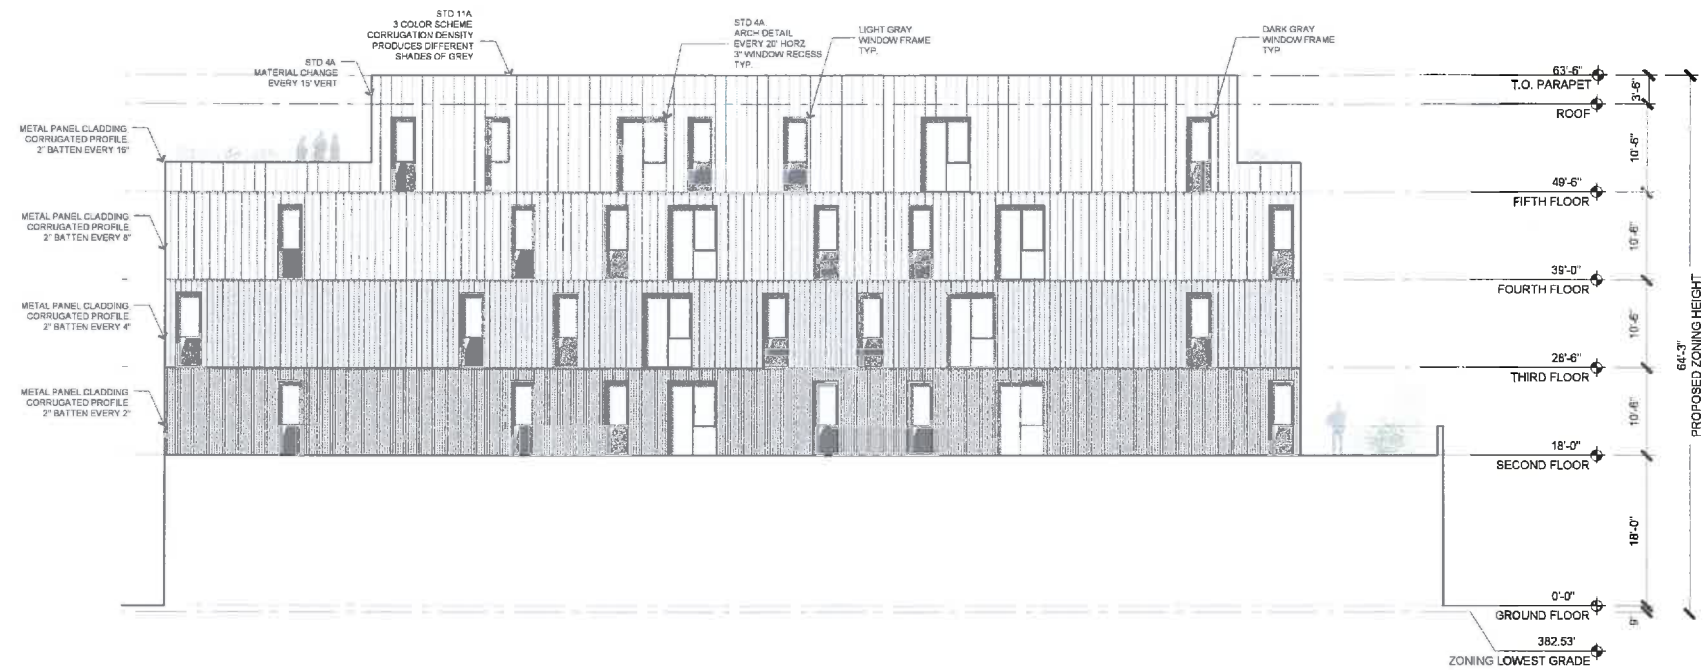 STD 11A
3 COLOR SCHEME
CORRUGATION DENSITY
PRODUCES DIFFERENT
SHADES OF GREY
STD 4A
MATERIAL CHANGE
EVERY 15' VERT
STD 4A
ARCH DETAIL
EVERY 20' HORZ
3" WINDOW RECESS
TYP.
LIGHT GRAY
WINDOW FRAME
TYP.
DARK GRAY
WINDOW FRAME
TYP.
METAL PANEL CLADDING
CORRUGATED PROFILE
2" BATTEN EVERY 16"
METAL PANEL CLADDING
CORRUGATED PROFILE
2" BATTEN EVERY 8"
METAL PANEL CLADDING
CORRUGATED PROFILE
2" BATTEN EVERY 4"
METAL PANEL CLADDING
CORRUGATED PROFILE
2" BATTEN EVERY 2"
63'-6"
T.O. PARAPET
ROOF
49'-6"
FIFTH FLOOR
39'-0"
FOURTH FLOOR
28'-6"
THIRD FLOOR
18'-0"
SECOND FLOOR
0'-0"
GROUND FLOOR
382.53'
ZONING LOWEST GRADE
3'-6"
10'-6"
10'-6"
10'-6"
10'-6"
18'-0"
9"
64'-3"
PROPOSED ZONING HEIGHT